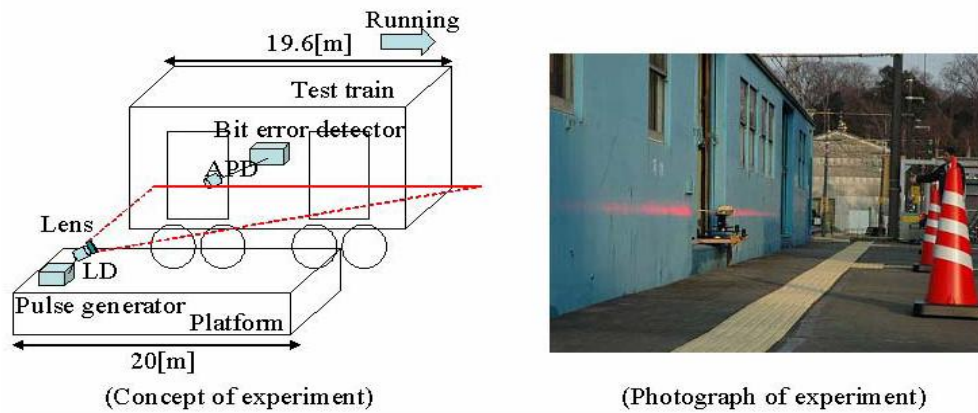 Running
19.6[m]
Test train
Bit error detector
APD
Lens
LD
Pulse generator
Platform
20[m]
(Concept of experiment)
(Photograph of experiment)